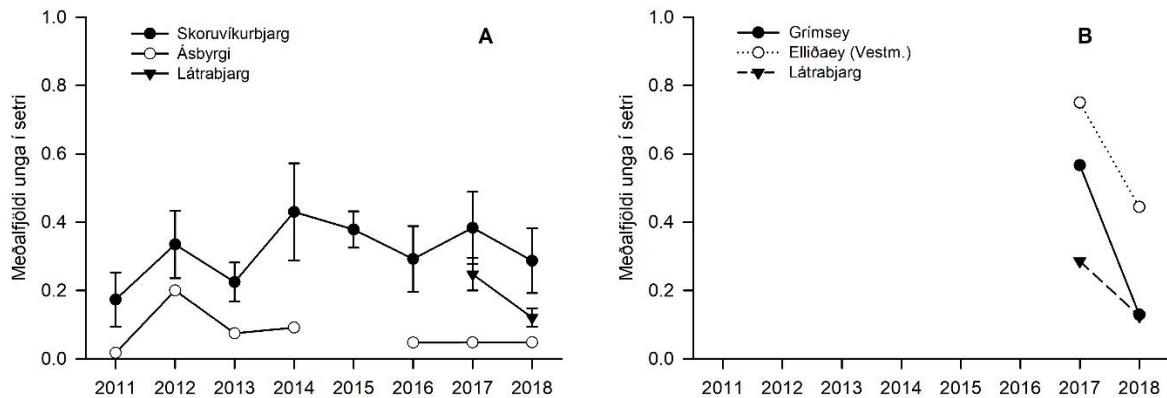 Meðalfjöldi unga í setri
1.0
0.8
0.6
0.4
0.2
0.0
Skoruvíkurbjarg
Ásbyrgi
Látrabjarg
A
2011 2012 2013 2014 2015 2016 2017 2018
Meðalfjöldi unga í setri
1.0
0.8
0.6
0.4
0.2
0.0
Grímsey
Elliðaey (Vestm.)
Látrabjarg
B
2011 2012 2013 2014 2015 2016 2017 2018